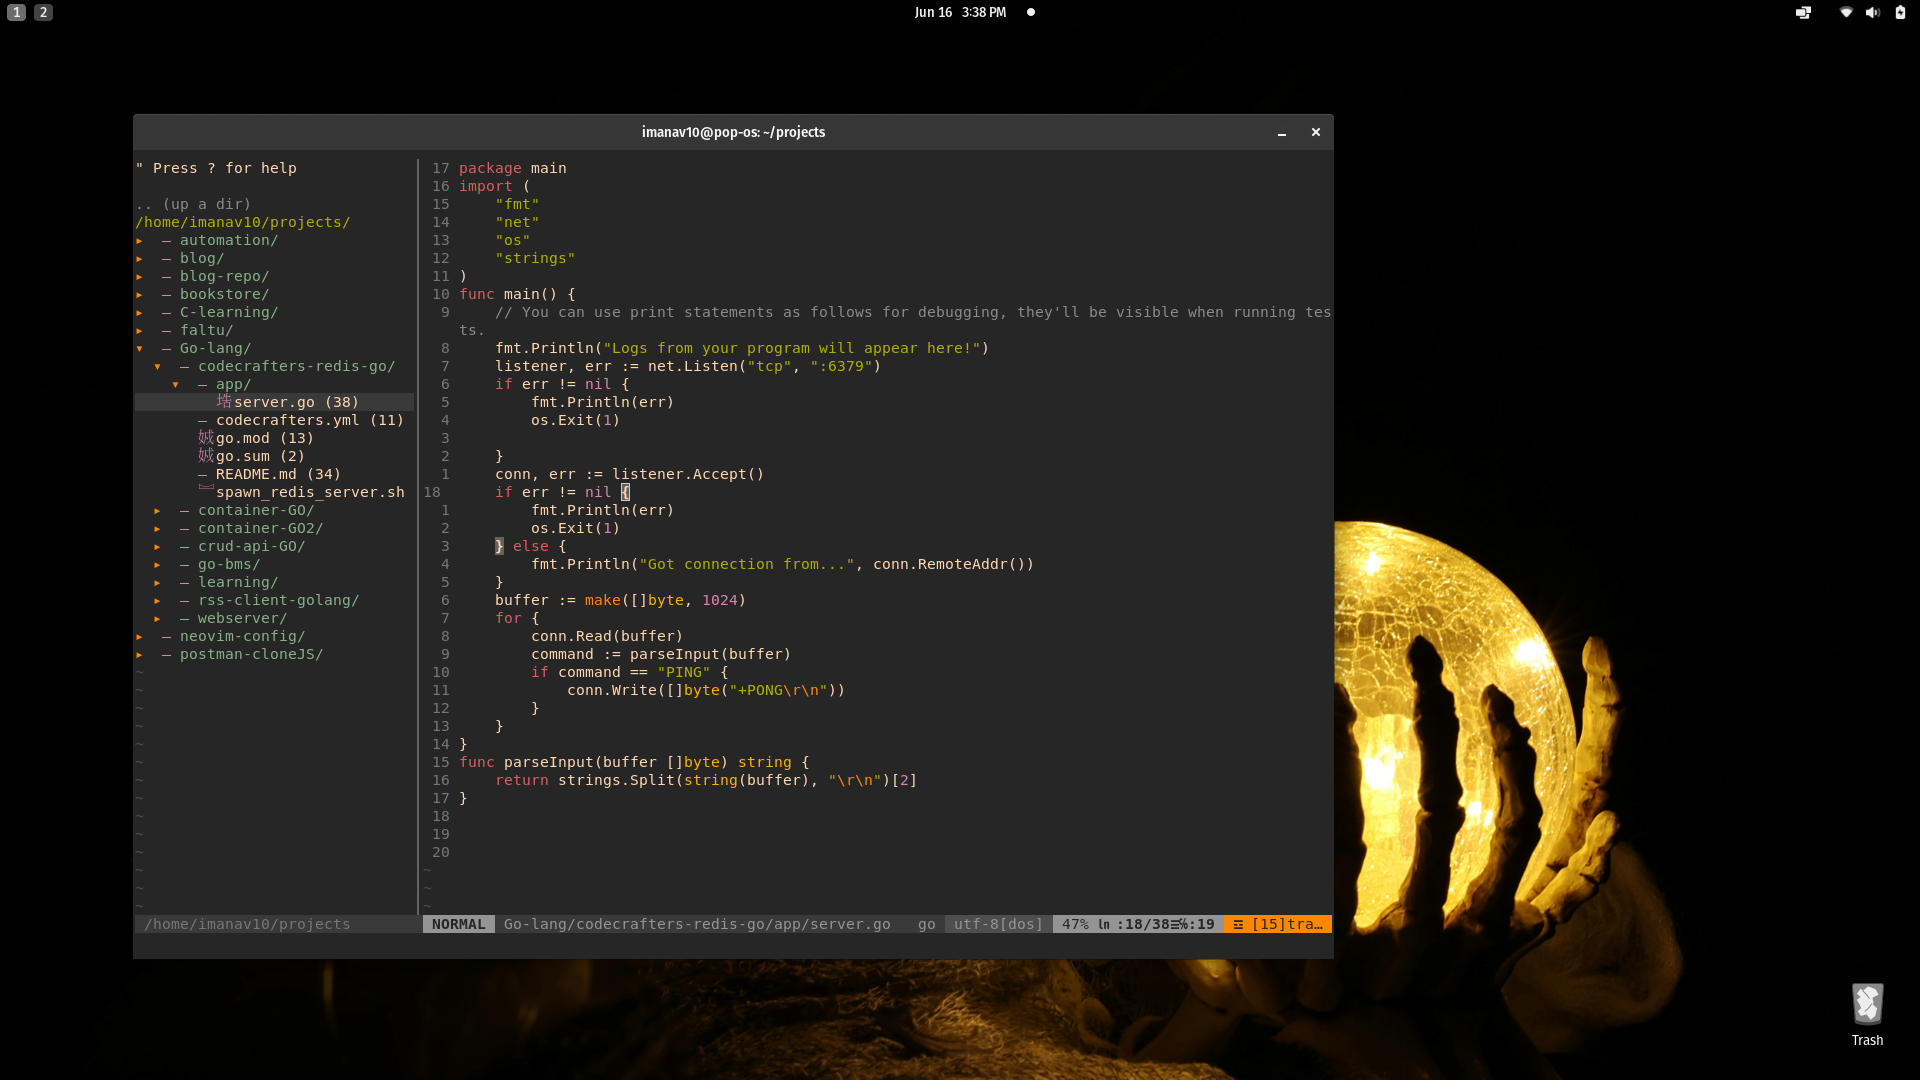 1 2
Jun 16 3:38 PM
imanav10@pop-os: ~/projects
" Press ? for help
.. (up a dir)
/home/imanav10/projects/
▸ – automation/
▸ – blog/
▸ – blog-repo/
▸ – bookstore/
▸ – C-learning/
▸ – faltu/
▾ – Go-lang/
▾ – codecrafters-redis-go/
▾ – app/
server.go (38)
– codecrafters.yml (11)
go.mod (13)
go.sum (2)
– README.md (34)
spawn_redis_server.sh
▸ – container-GO/
▸ – container-GO2/
▸ – crud-api-GO/
▸ – go-bms/
▸ – learning/
▸ – rss-client-golang/
▸ – webserver/
▸ – neovim-config/
▸ – postman-cloneJS/
17 package main
16 import (
15     "fmt"
14     "net"
13     "os"
12     "strings"
11 )
10 func main() {
9     // You can use print statements as follows for debugging, they'll be visible when running tes
ts.
8     fmt.Println("Logs from your program will appear here!")
7     listener, err := net.Listen("tcp", ":6379")
6     if err != nil {
5         fmt.Println(err)
4         os.Exit(1)
3
2     }
1     conn, err := listener.Accept()
18     if err != nil {
1         fmt.Println(err)
2         os.Exit(1)
3     } else {
4         fmt.Println("Got connection from...", conn.RemoteAddr())
5     }
6     buffer := make([]byte, 1024)
7     for {
8         conn.Read(buffer)
9         command := parseInput(buffer)
10         if command == "PING" {
11             conn.Write([]byte("+PONG\r\n"))
12         }
13     }
14 }
15 func parseInput(buffer []byte) string {
16     return strings.Split(string(buffer), "\r\n")[2]
17 }
18
19
20
/home/imanav10/projects
NORMAL Go-lang/codecrafters-redis-go/app/server.go go utf-8[dos] 47% ㏑:18/38☰℅:19 ☲ [15]tra…
Trash